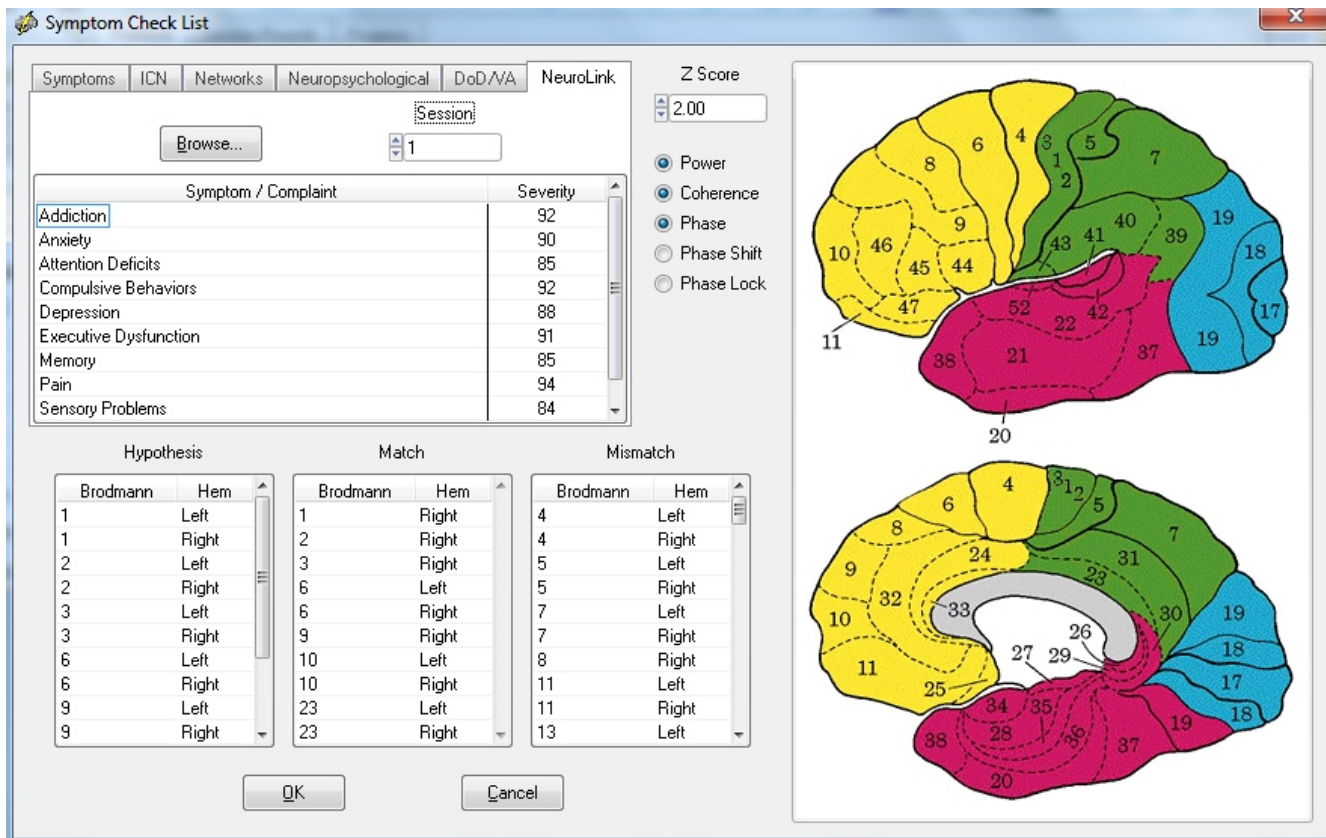 Symptom Check List
X
Symptoms ICN Networks Neuropsychological DoD/VA NeuroLink
Session
Browse... 1
Symptom / Complaint Severity
Addiction 92
Anxiety 90
Attention Deficits 85
Compulsive Behaviors 92
Depression 88
Executive Dysfunction 91
Memory 85
Pain 94
Sensory Problems 84
Z Score
2.00
Power
Coherence
Phase
Phase Shift
Phase Lock
Hypothesis
Brodmann Hem
1 Left
1 Right
2 Left
2 Right
3 Left
3 Right
6 Left
6 Right
9 Left
9 Right
Match
Brodmann Hem
1 Right
2 Right
3 Right
6 Left
6 Right
9 Right
10 Left
10 Right
23 Left
23 Right
Mismatch
Brodmann Hem
4 Left
4 Right
5 Left
5 Right
7 Left
7 Right
8 Right
11 Left
11 Right
13 Left
OK Cancel
4 3 5
6 1 7
8 2
9 40 19
10 46 43 41 39 18
45 44
47 52 42 17
11 22 19
38 21 37
20
4 3 1 2 5
6
8 24 7
9 31
32 23
10 33 30 19
26
11 27 29 18
25 17
34 35 18
28 36 19
38 37
20